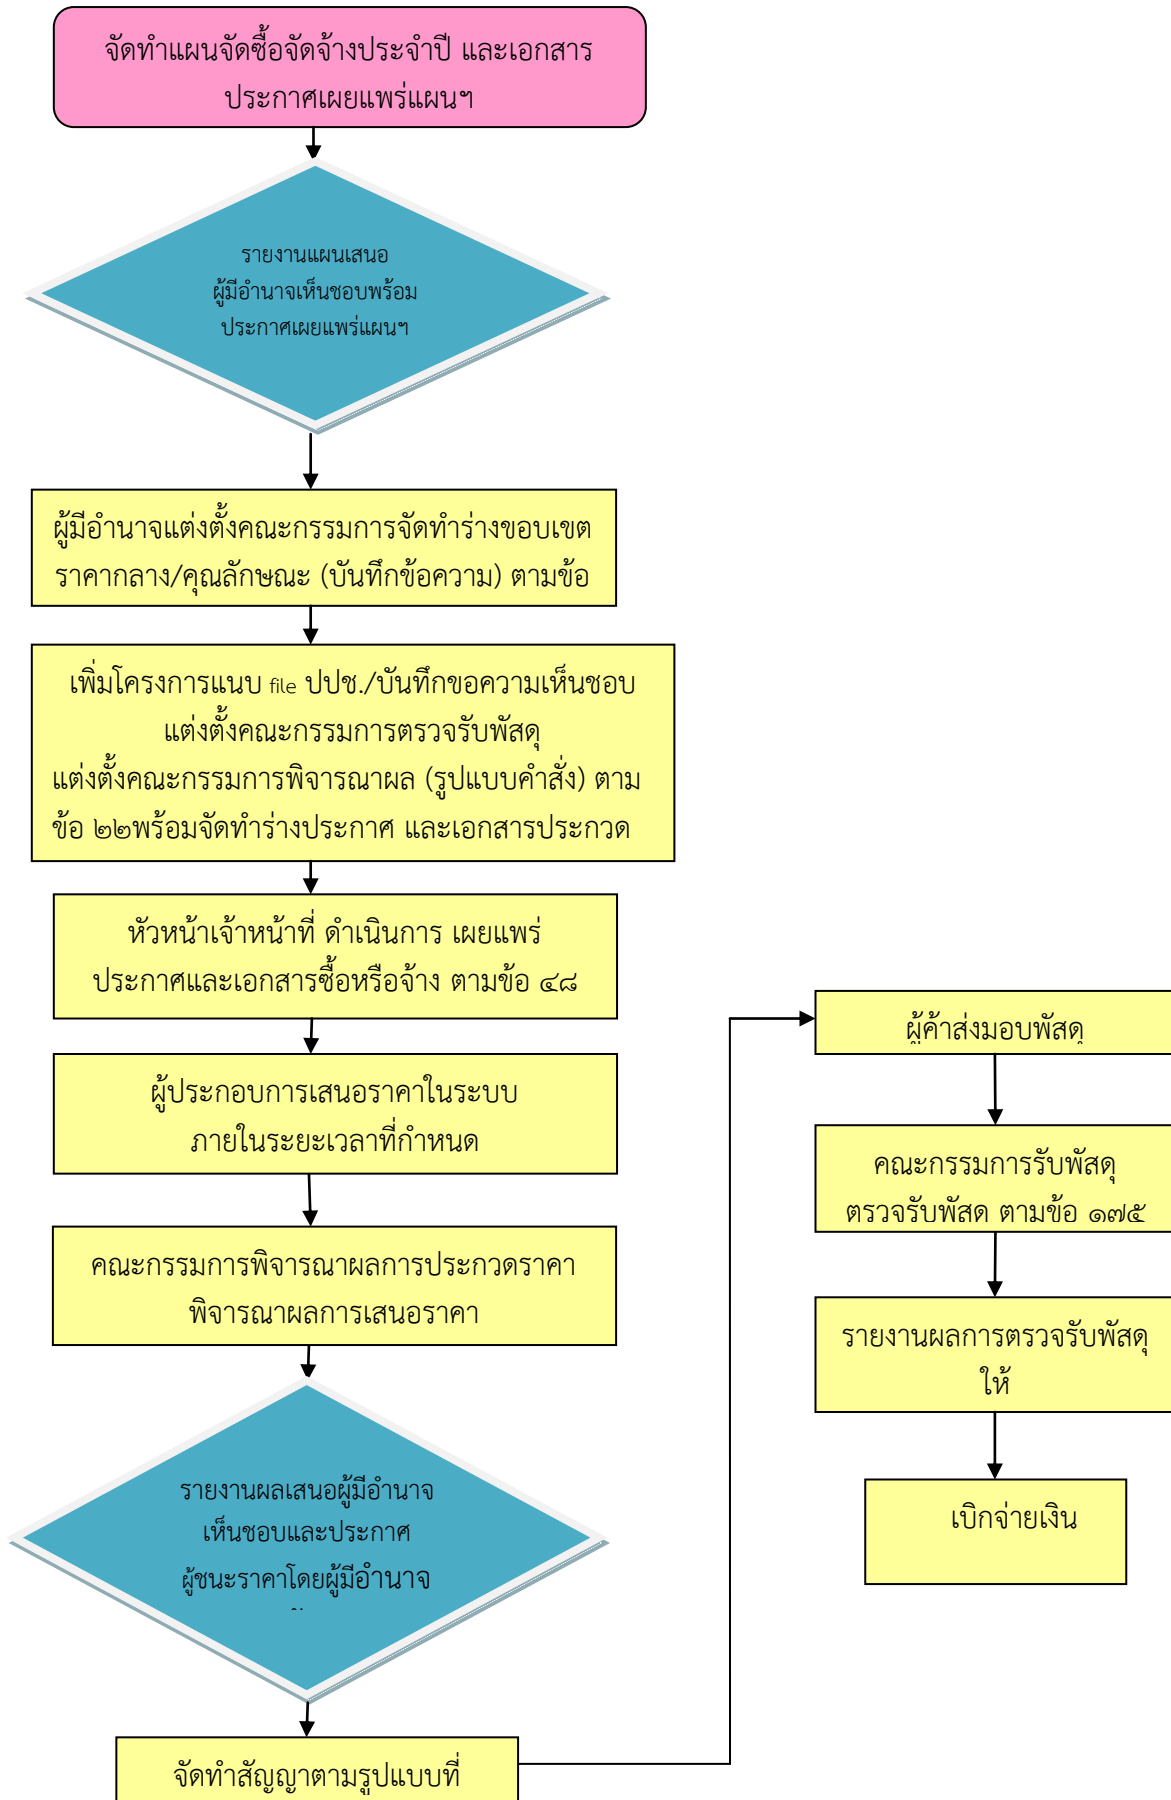 จัดทำแผนจัดซื้อจัดจ้างประจำปี และเอกสาร
ประกาศเผยแพร่แผนฯ
รายงานแผนเสนอ
ผู้มีอำนาจเห็นชอบพร้อม
ประกาศเผยแพร่แผนฯ
ผู้มีอำนาจแต่งตั้งคณะกรรมการจัดทำร่างขอบเขต
ราคากลาง/คุณลักษณะ (บันทึกข้อความ) ตามข้อ
เพิ่มโครงการแนบ file ปปช./บันทึกขอความเห็นชอบ
แต่งตั้งคณะกรรมการตรวจรับพัสดุ
แต่งตั้งคณะกรรมการพิจารณาผล (รูปแบบคำสั่ง) ตาม
ข้อ ๒๒พร้อมจัดทำร่างประกาศ และเอกสารประกวด
หัวหน้าเจ้าหน้าที่ ดำเนินการ เผยแพร่
ประกาศและเอกสารซื้อหรือจ้าง ตามข้อ ๔๘
ผู้ประกอบการเสนอราคาในระบบ
ภายในระยะเวลาที่กำหนด
คณะกรรมการพิจารณาผลการประกวดราคา
พิจารณาผลการเสนอราคา
รายงานผลเสนอผู้มีอำนาจ
เห็นชอบและประกาศ
ผู้ชนะราคาโดยผู้มีอำนาจ
จัดทำสัญญาตามรูปแบบที่
ผู้ค้าส่งมอบพัสดุ
คณะกรรมการรับพัสดุ
ตรวจรับพัสดุ ตามข้อ ๑๗๕
รายงานผลการตรวจรับพัสดุ
ให้
เบิกจ่ายเงิน